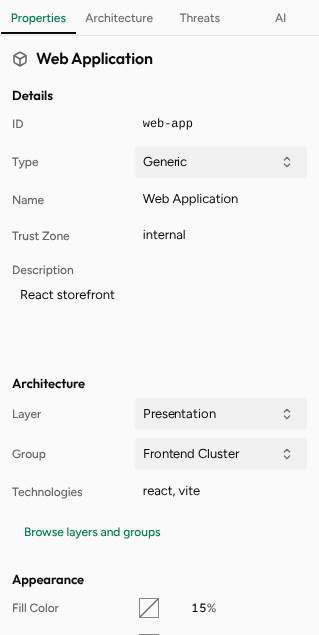 Properties Architecture Threats AI
Web Application
Details
ID web-app
Type Generic
Name Web Application
Trust Zone internal
Description
React storefront
Architecture
Layer Presentation
Group Frontend Cluster
Technologies react, vite
Browse layers and groups
Appearance
Fill Color 15%